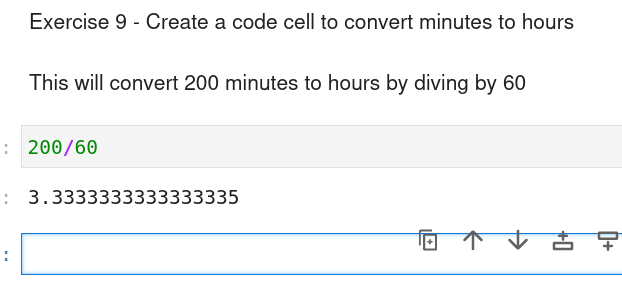 Exercise 9 - Create a code cell to convert minutes to hours
This will convert 200 minutes to hours by diving by 60
: 200/60
: 3.3333333333333335
: